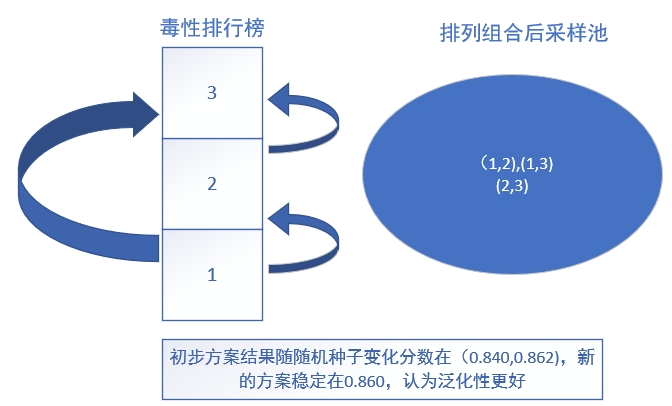 毒性排行榜
排列组合后采样池
3
2
1
（1,2),(1,3)
(2,3)
初步方案结果随随机种子变化分数在（0.840,0.862)，新
的方案稳定在0.860，认为泛化性更好